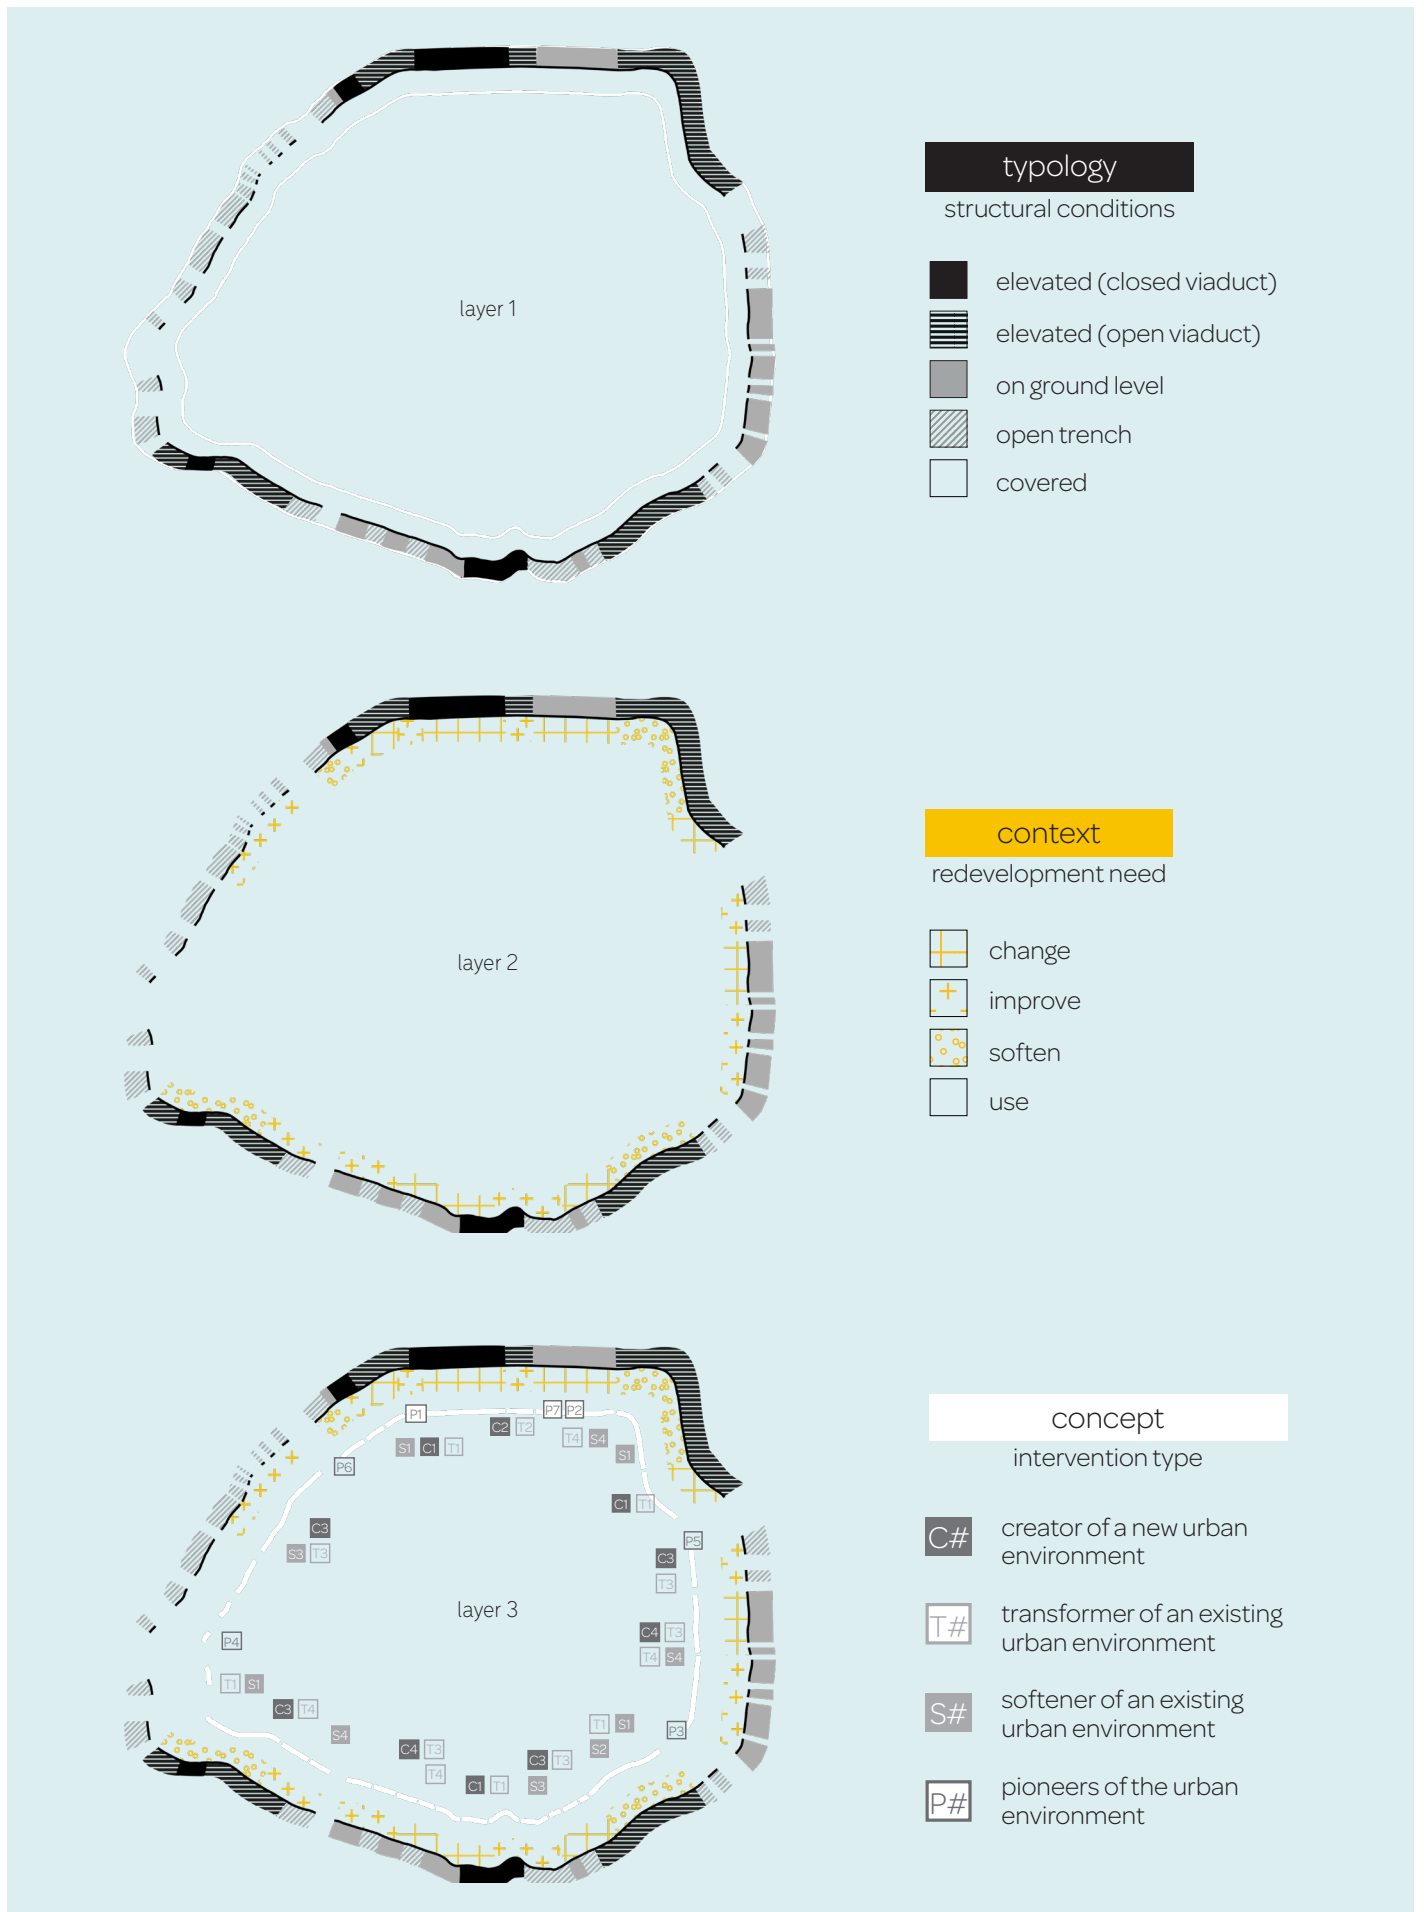 layer 1
typology
structural conditions
elevated (closed viaduct)
elevated (open viaduct)
on ground level
open trench
covered
layer 2
context
redevelopment need
change
improve
soften
use
P1
P7 P2
C2 T2
S1 C1 T1
T4 S4
S1
P6
C1 T1
C3
S3 T3
P5
C3
T3
layer 3
C4 T3
T4 S4
P4
T1 S1
C3 T4
S4
T1 S1
P3
S2
C4 T3
T4
C3 T3
C1 T1 S3
concept
intervention type
C#
creator of a new urban
environment
T#
transformer of an existing
urban environment
S#
softener of an existing
urban environment
P#
pioneers of the urban
environment